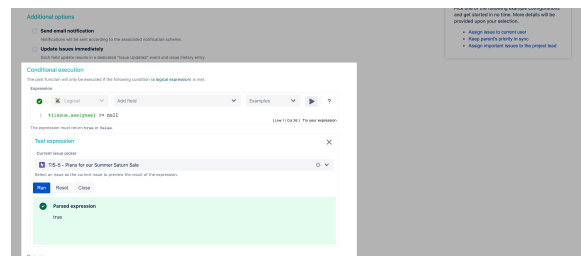 Additional options
Send email notification
Notifications will be sent according to the associated notification scheme.
Update issues immediately
Each field update results in a dedicated "Issue Updated" event and issue history entry.
and get started in no time. More details will be
provided upon your selection.
Assign issue to current user
Keep parent's priority in sync
Assign important issues to the project lead
Conditional execution
The post function will only be executed if the following condition (a logical expression) is met.
Expression
Logical
Add field
Examples
?
1 %{issue.assignee} != null
The expression must return true or false.
Try your expression
Test expression
Current issue picker
TIS-5 - Plans for our Summer Saturn Sale
Select an issue as the current issue to preview the result of the expression.
Run Reset Close
Parsed expression
true